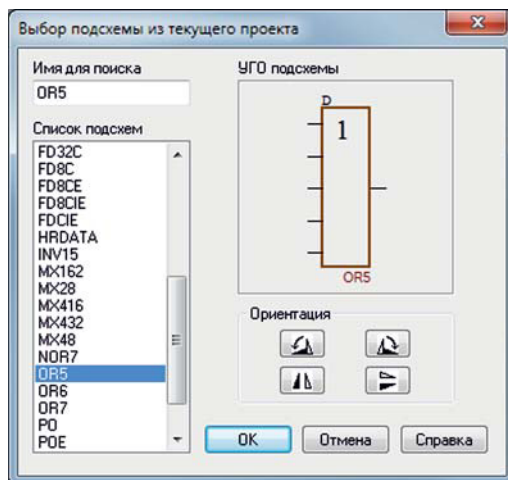 Выбор подсхемы из текущего проекта
Имя для поиска
OR5
Список подсхем
FD32C
FD8C
FD8CE
FD8CIE
FDCIE
HRDATA
INV15
MX162
MX28
MX416
MX432
MX48
NOR7
OR5
OR6
OR7
PO
POE
УГО подсхемы
D
1
OR5
Ориентация
OK
Отмена
Справка